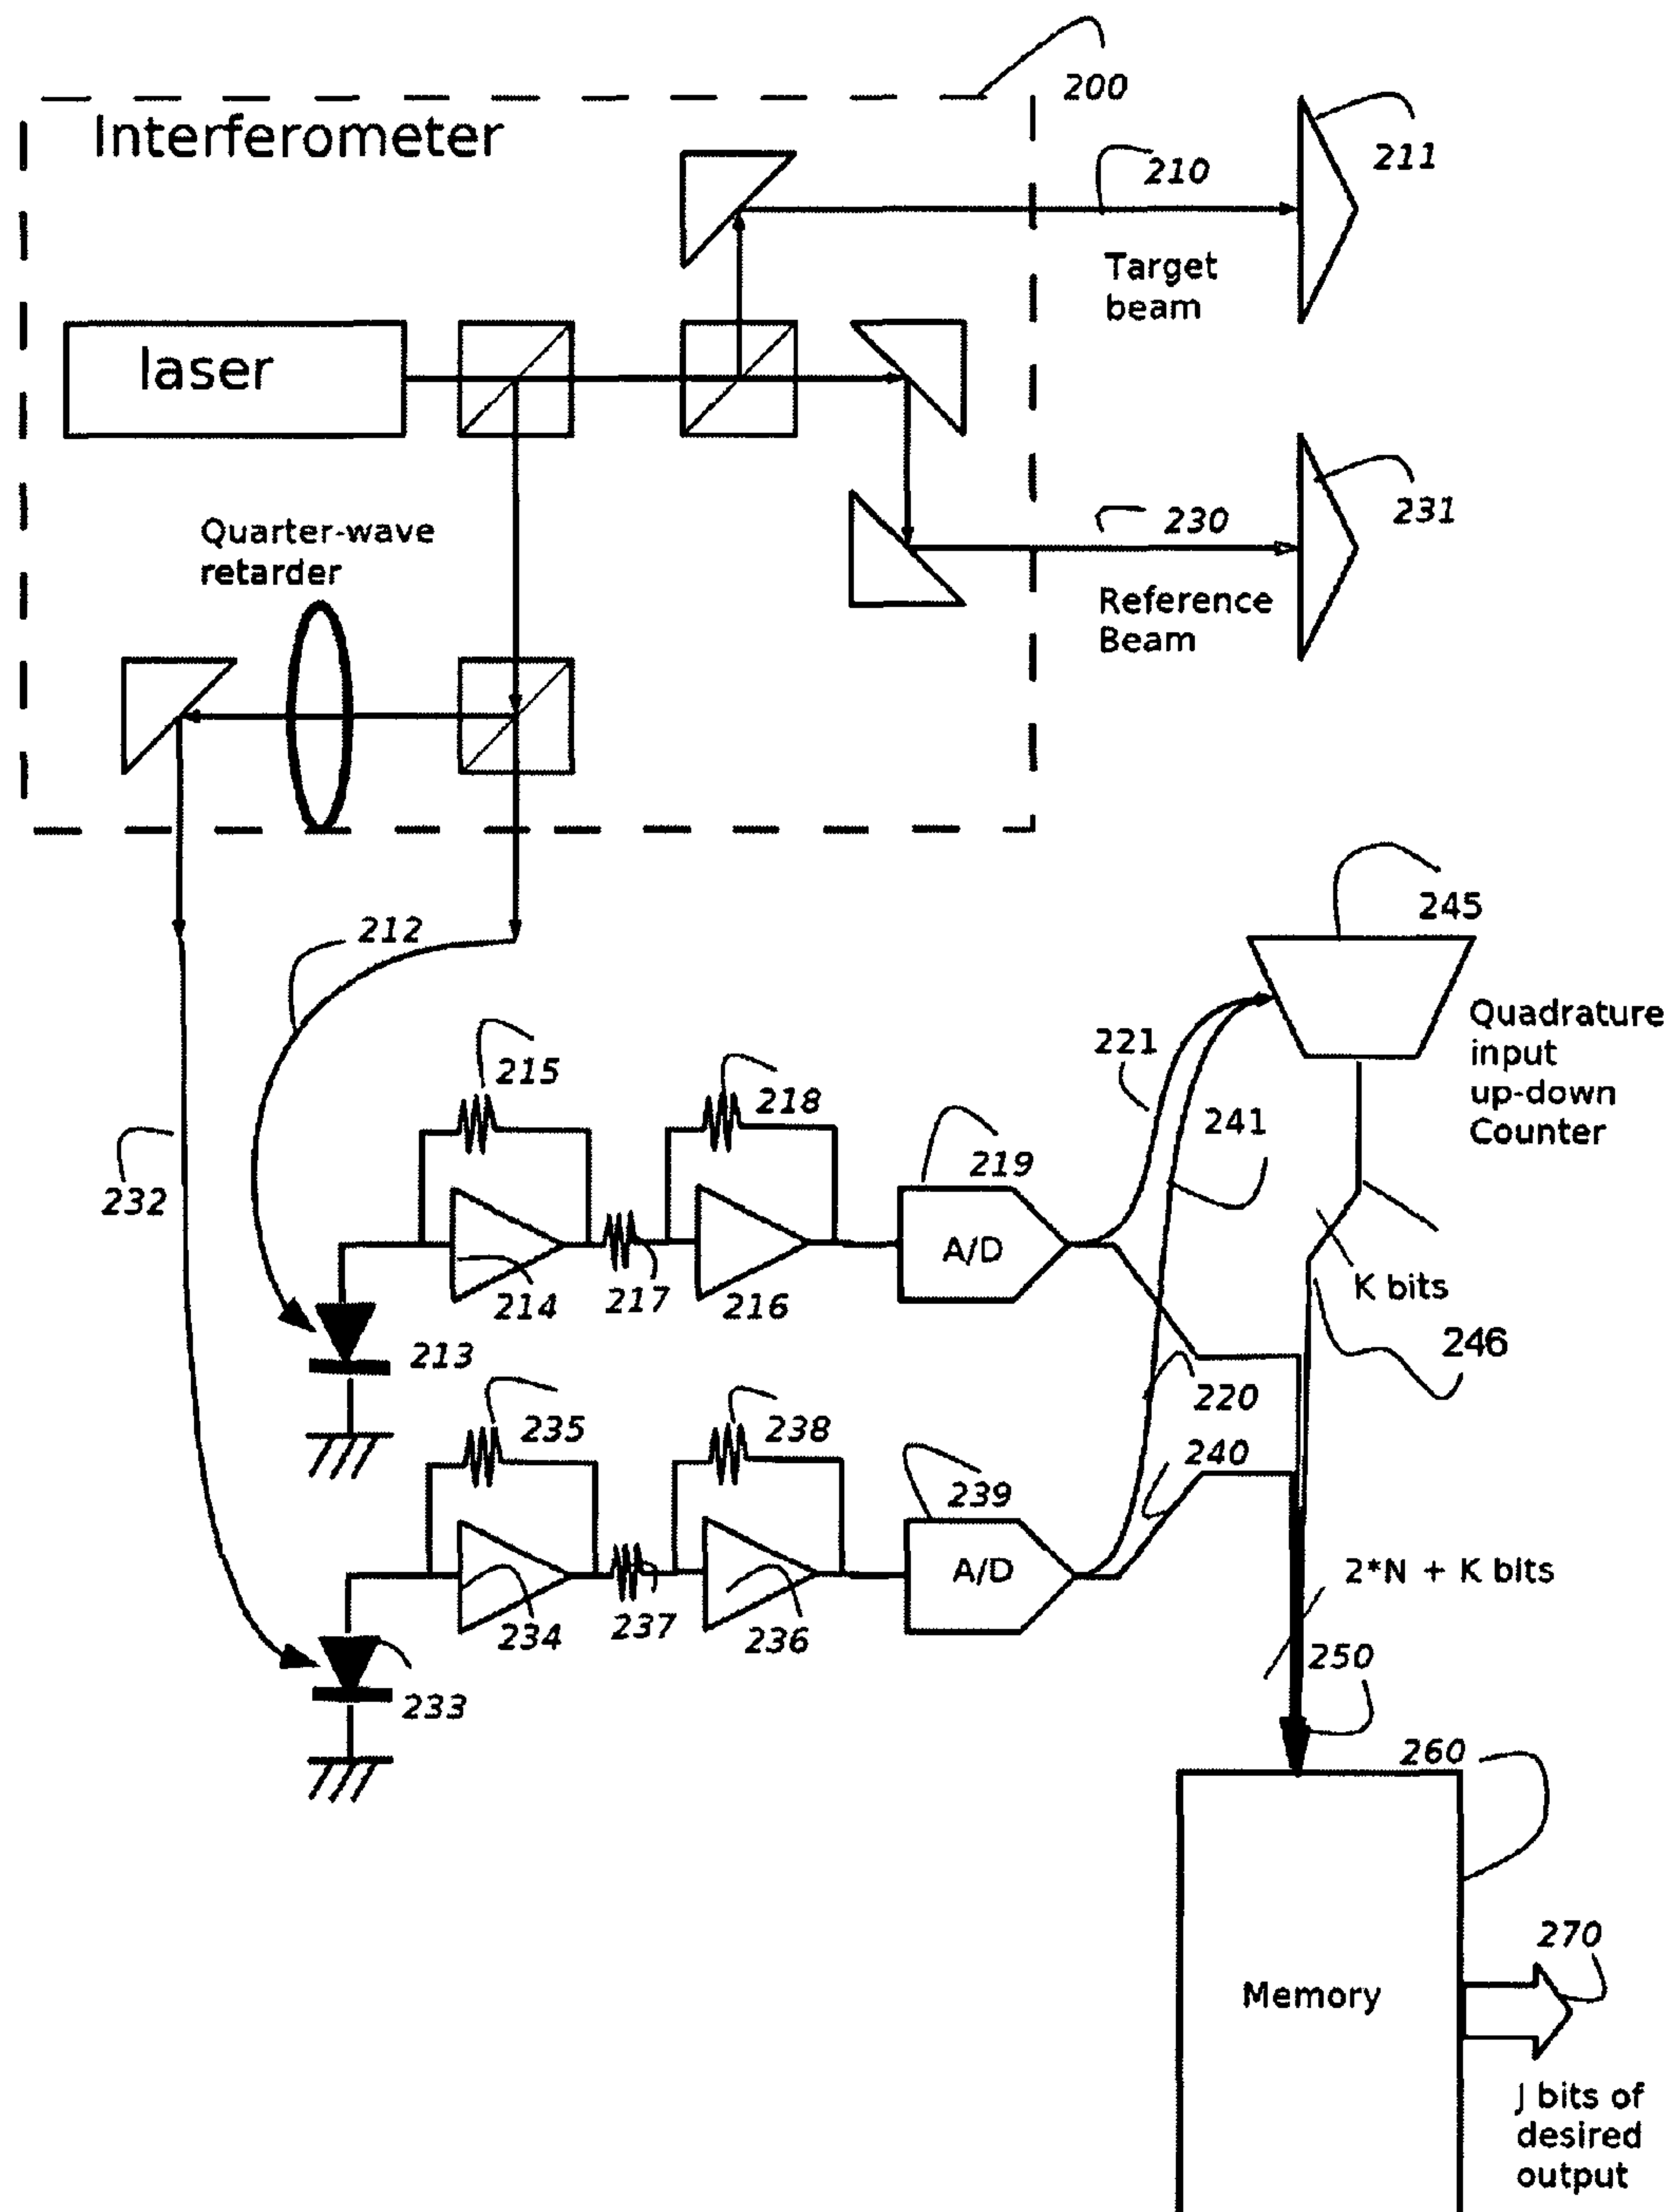 200
Interferometer
211
210
Target
beam
laser
231
230
Quarter-wave
retarder
Reference
Beam
245
212
Quadrature
input
up-down
Counter
221
215
218
241
219
232
A/D
K bits
214
217
216
246
213
220
235
238
240
239
A/D
2*N + K bits
234
237
236
250
233
260
270
Memory
J bits of
desired
output